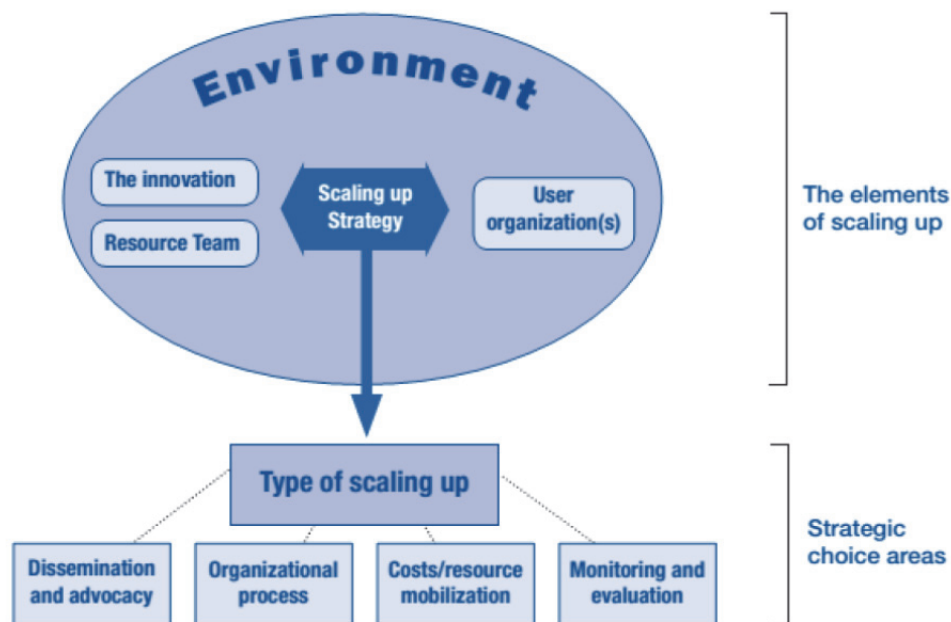 Environment
The innovation
Resource Team
Scaling up
Strategy
User
organization(s)
The elements
of scaling up
Type of scaling up
Dissemination
and advocacy
Organizational
process
Costs/resource
mobilization
Monitoring and
evaluation
Strategic
choice areas